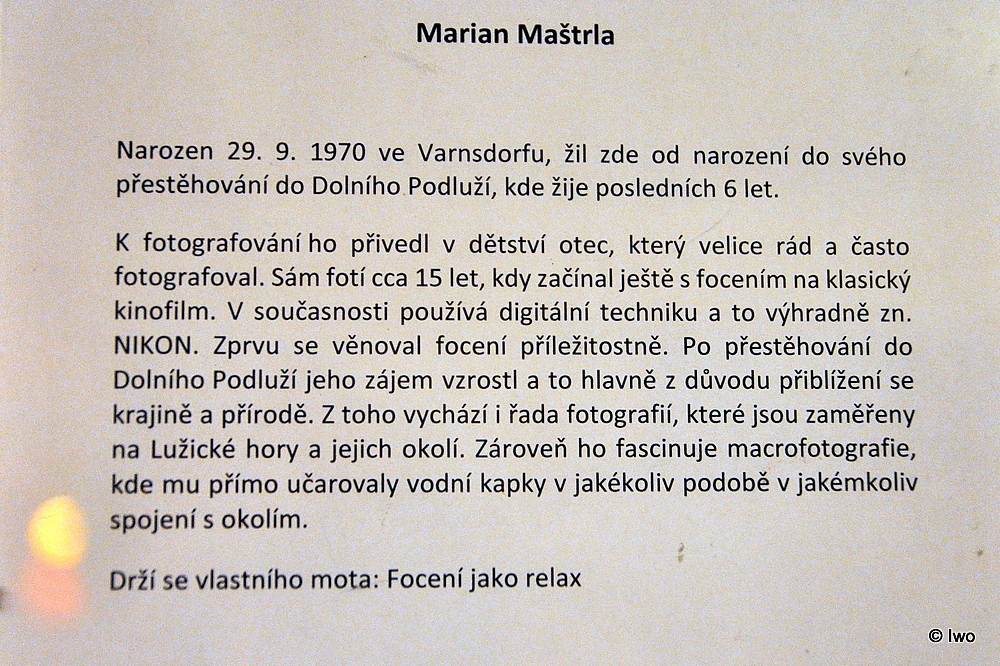 Marian Maštrla
Narozen 29. 9. 1970 ve Varnsdorfu, žil zde od narození do svého
přestěhování do Dolního Podluží, kde žije posledních 6 let.
K fotografování ho přivedl v dětství otec, který velice rád a často
fotografoval. Sám fotí cca 15 let, kdy začínal ještě s focením na klasický
kinofilm. V současnosti používá digitální techniku a to výhradně zn.
NIKON. Zprvu se věnoval focení příležitostně. Po přestěhování do
Dolního Podluží jeho zájem vzrostl a to hlavně z důvodu přiblížení se
krajině a přírodě. Z toho vychází i řada fotografií, které jsou zaměřeny
na Lužické hory a jejich okolí. Zároveň ho fascinuje macrofotografie,
kde mu přímo učarovaly vodní kapky v jakékoliv podobě v jakémkoliv
spojení s okolím.
Drží se vlastního mota: Focení jako relax
© lwo